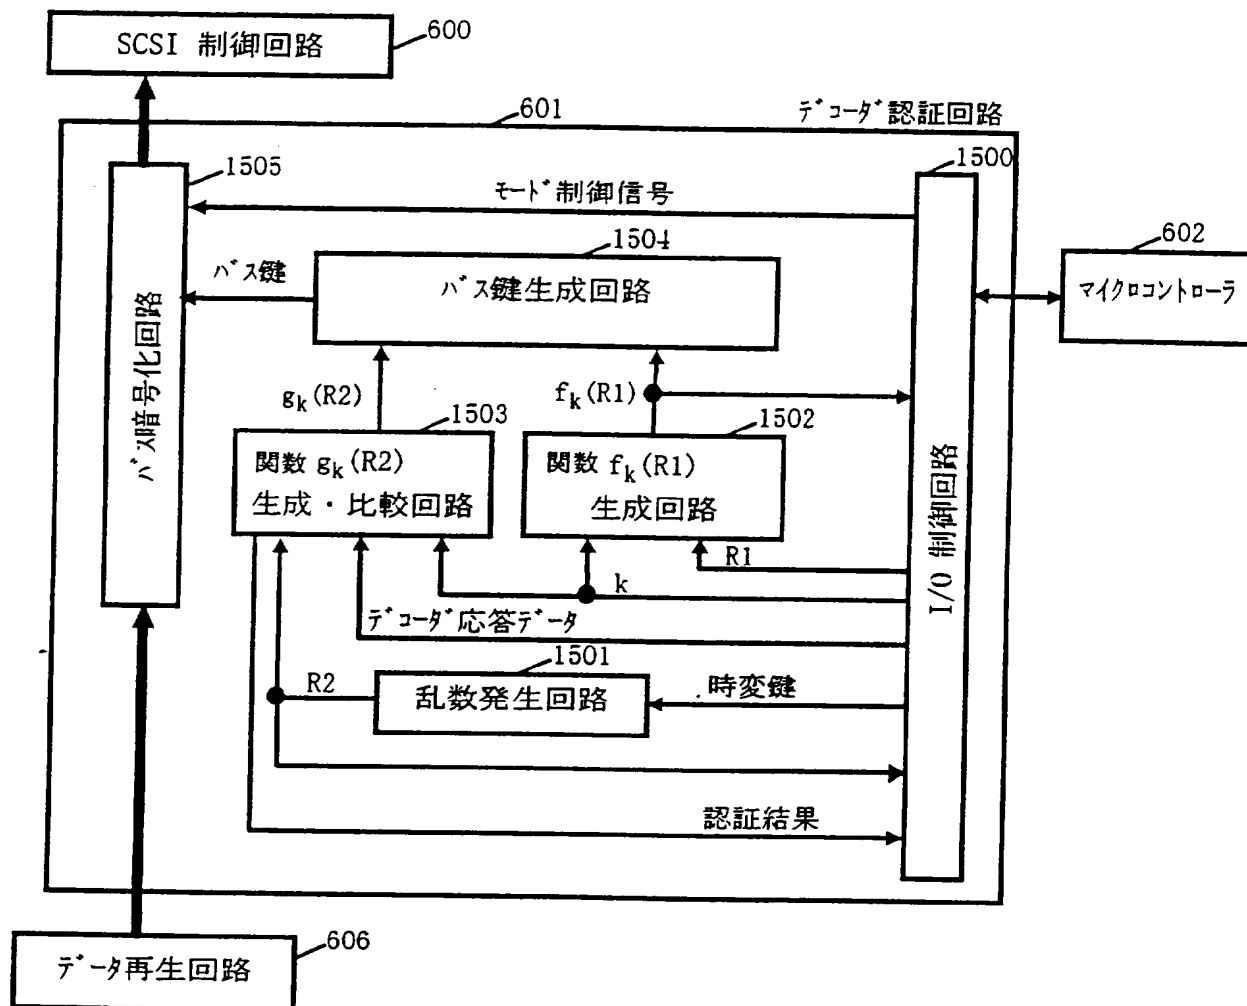 SCSI 制御回路
600
601
デコーダ認証回路
1505
1500
モード制御信号
1504
602
バス鍵
バス鍵生成回路
マイクロコントローラ
バス暗号化回路
gk(R2)
fk(R1)
1503
1502
関数 gk(R2)
生成・比較回路
関数 fk(R1)
生成回路
I/O 制御回路
R1
k
デコーダ応答データ
1501
R2
乱数発生回路
時変鍵
認証結果
606
データ再生回路